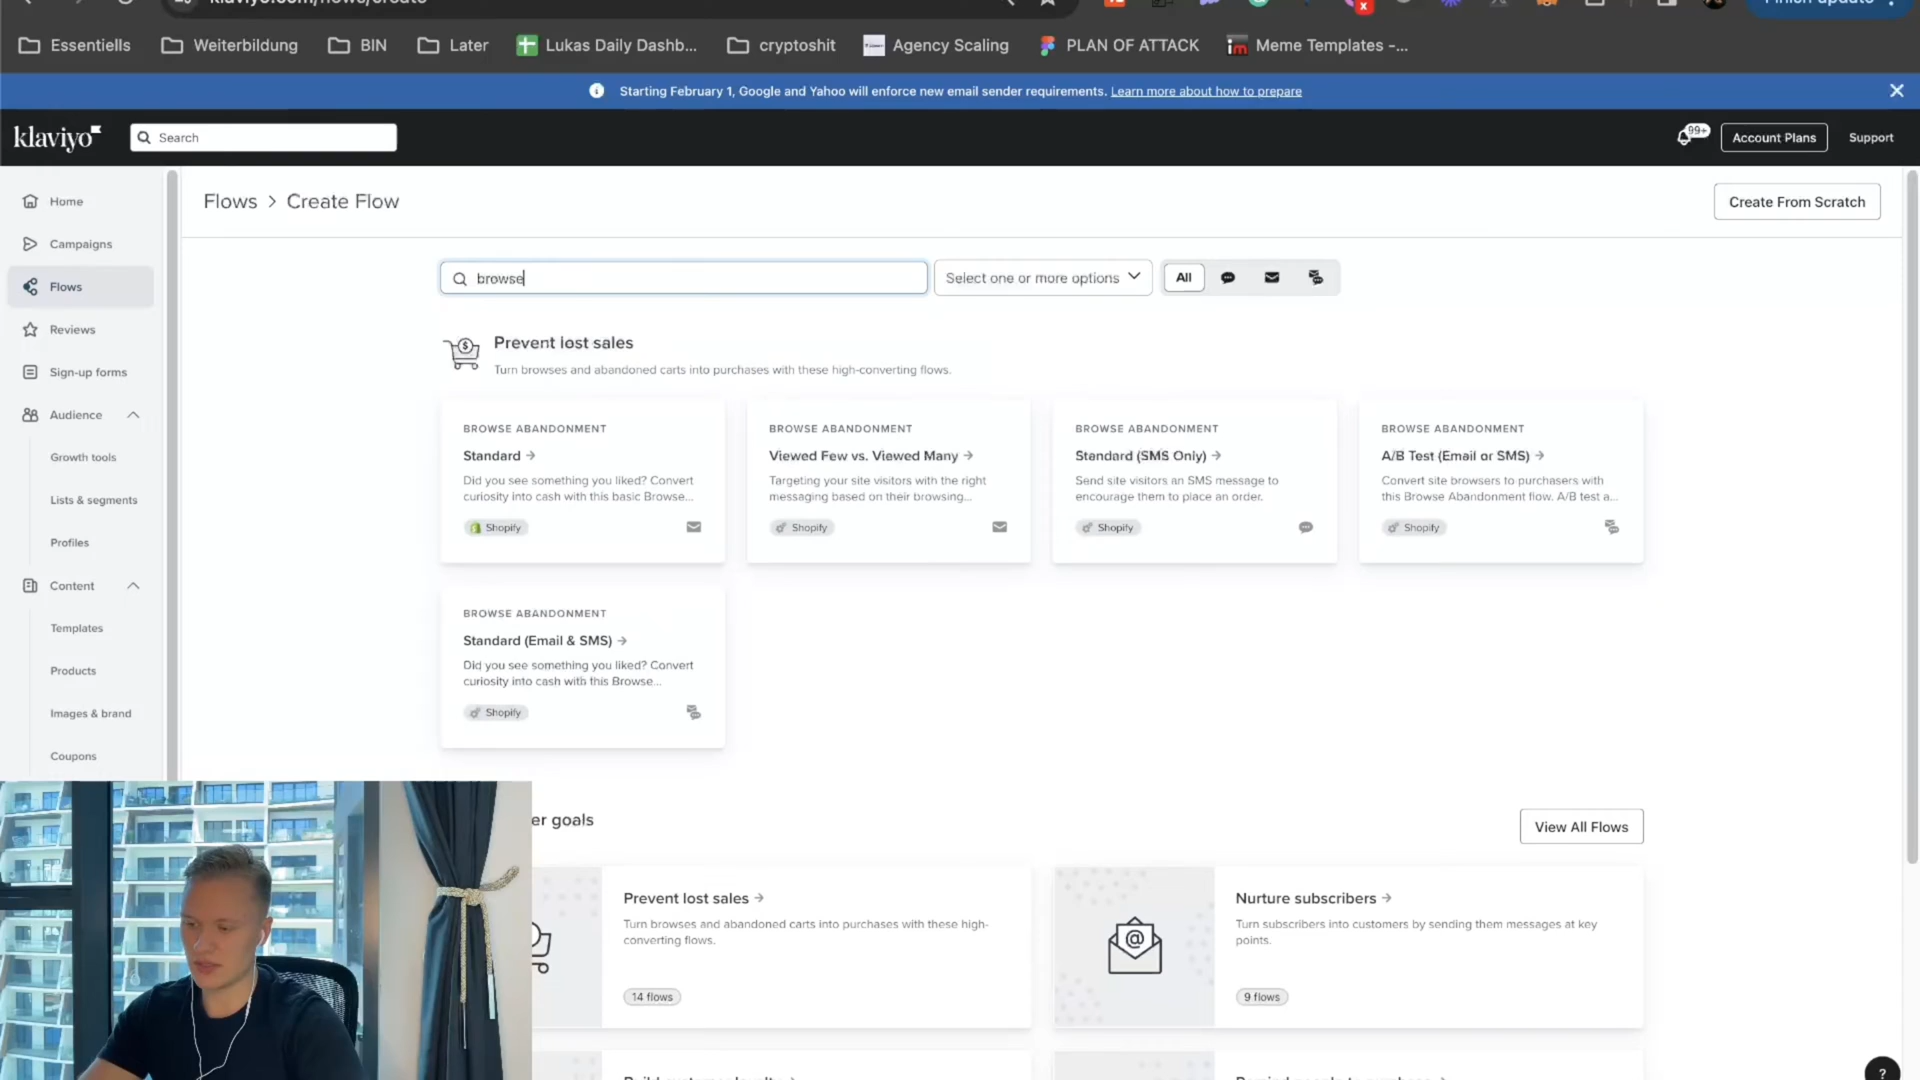 klaviyo.com/flows/create
Finish update
Essentiells
Weiterbildung
BIN
Later
Lukas Daily Dashb...
cryptoshit
Agency Scaling
PLAN OF ATTACK
Meme Templates -...
Starting February 1, Google and Yahoo will enforce new email sender requirements. Learn more about how to prepare
klaviyo
Search
99+
Account Plans
Support
Home
Campaigns
Flows
Reviews
Sign-up forms
Audience
Growth tools
Lists & segments
Profiles
Content
Templates
Products
Images & brand
Coupons
Flows > Create Flow
Create From Scratch
browse
Select one or more options
All
Prevent lost sales
Turn browses and abandoned carts into purchases with these high-converting flows.
BROWSE ABANDONMENT
Standard →
Did you see something you liked? Convert
curiosity into cash with this basic Browse...
Shopify
BROWSE ABANDONMENT
Viewed Few vs. Viewed Many →
Targeting your site visitors with the right
messaging based on their browsing...
Shopify
BROWSE ABANDONMENT
Standard (SMS Only) →
Send site visitors an SMS message to
encourage them to place an order.
Shopify
BROWSE ABANDONMENT
A/B Test (Email or SMS) →
Convert site browsers to purchasers with
this Browse Abandonment flow. A/B test a...
Shopify
BROWSE ABANDONMENT
Standard (Email & SMS) →
Did you see something you liked? Convert
curiosity into cash with this Browse...
Shopify
er goals
View All Flows
Prevent lost sales →
Turn browses and abandoned carts into purchases with these high-
converting flows.
14 flows
Nurture subscribers →
Turn subscribers into customers by sending them messages at key
points.
9 flows
?